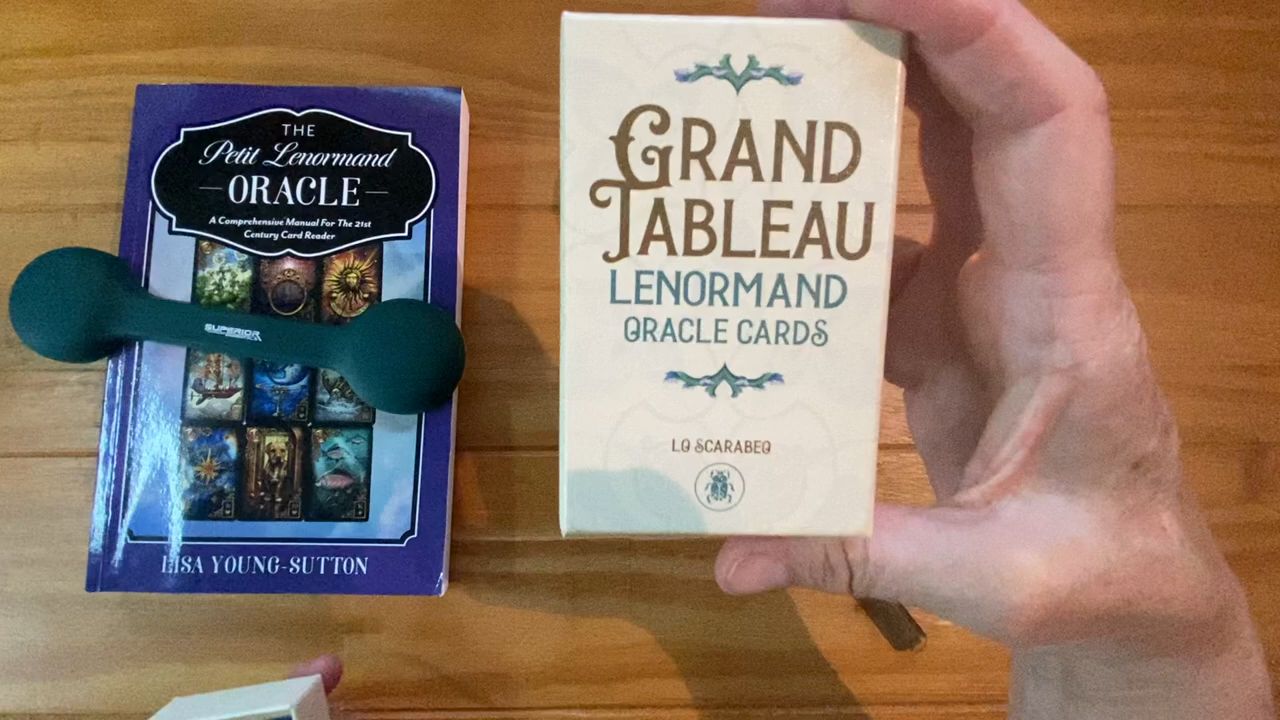 THE
Petit Lenormand
ORACLE
A Comprehensive Manual For The 21st
Century Card Reader
SUPERIOR
LISA YOUNG-SUTTON
GRAND
TABLEAU
LENORMAND
ORACLE CARDS
LO SCARABEO